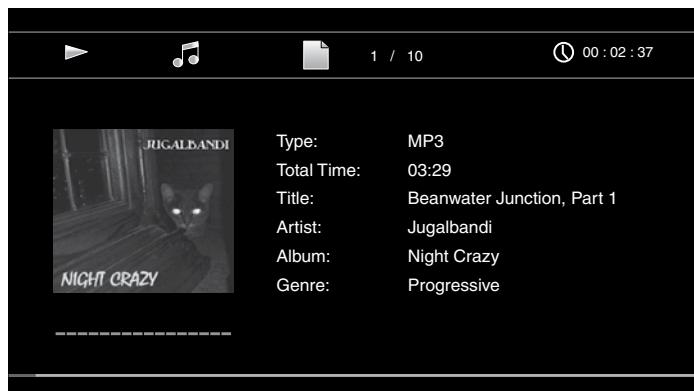 1 / 10 00 : 02 : 37
JUGALBANDI
NIGHT CRAZY
Type: MP3
Total Time: 03:29
Title: Beanwater Junction, Part 1
Artist: Jugalbandi
Album: Night Crazy
Genre: Progressive